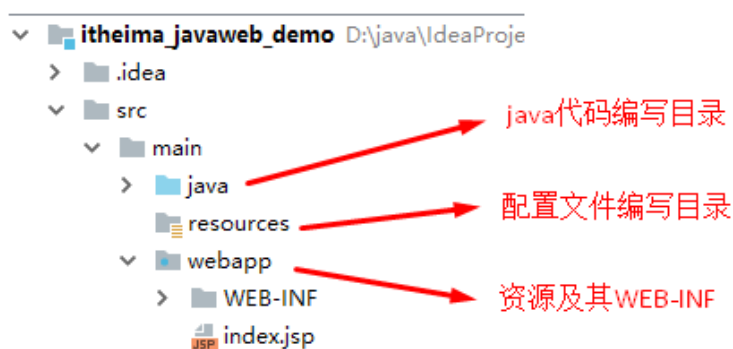 itheima_javaweb_demo D:\java\IdeaProje
.idea
src
main
java
java代码编写目录
resources
配置文件编写目录
webapp
资源及其WEB-INF
WEB-INF
index.jsp
JSP